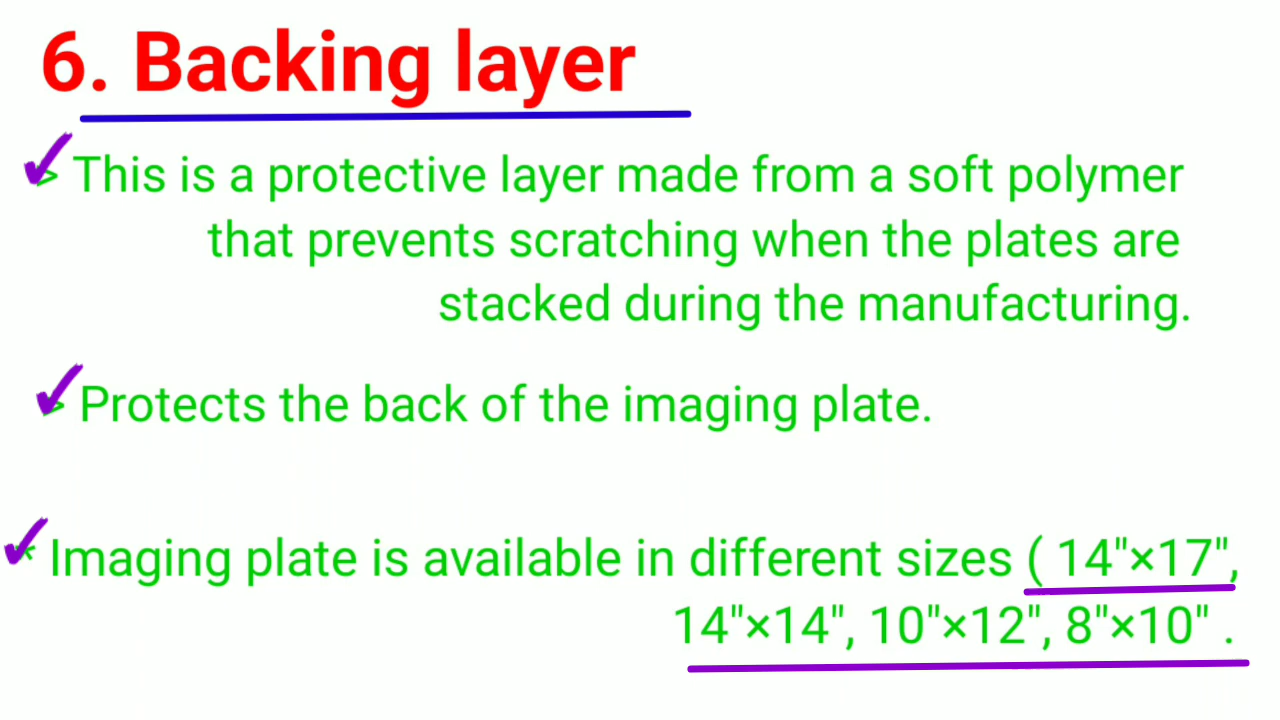 6. Backing layer
> This is a protective layer made from a soft polymer
that prevents scratching when the plates are
stacked during the manufacturing.
> Protects the back of the imaging plate.
* Imaging plate is available in different sizes ( 14"×17",
14"×14", 10"×12", 8"×10" .